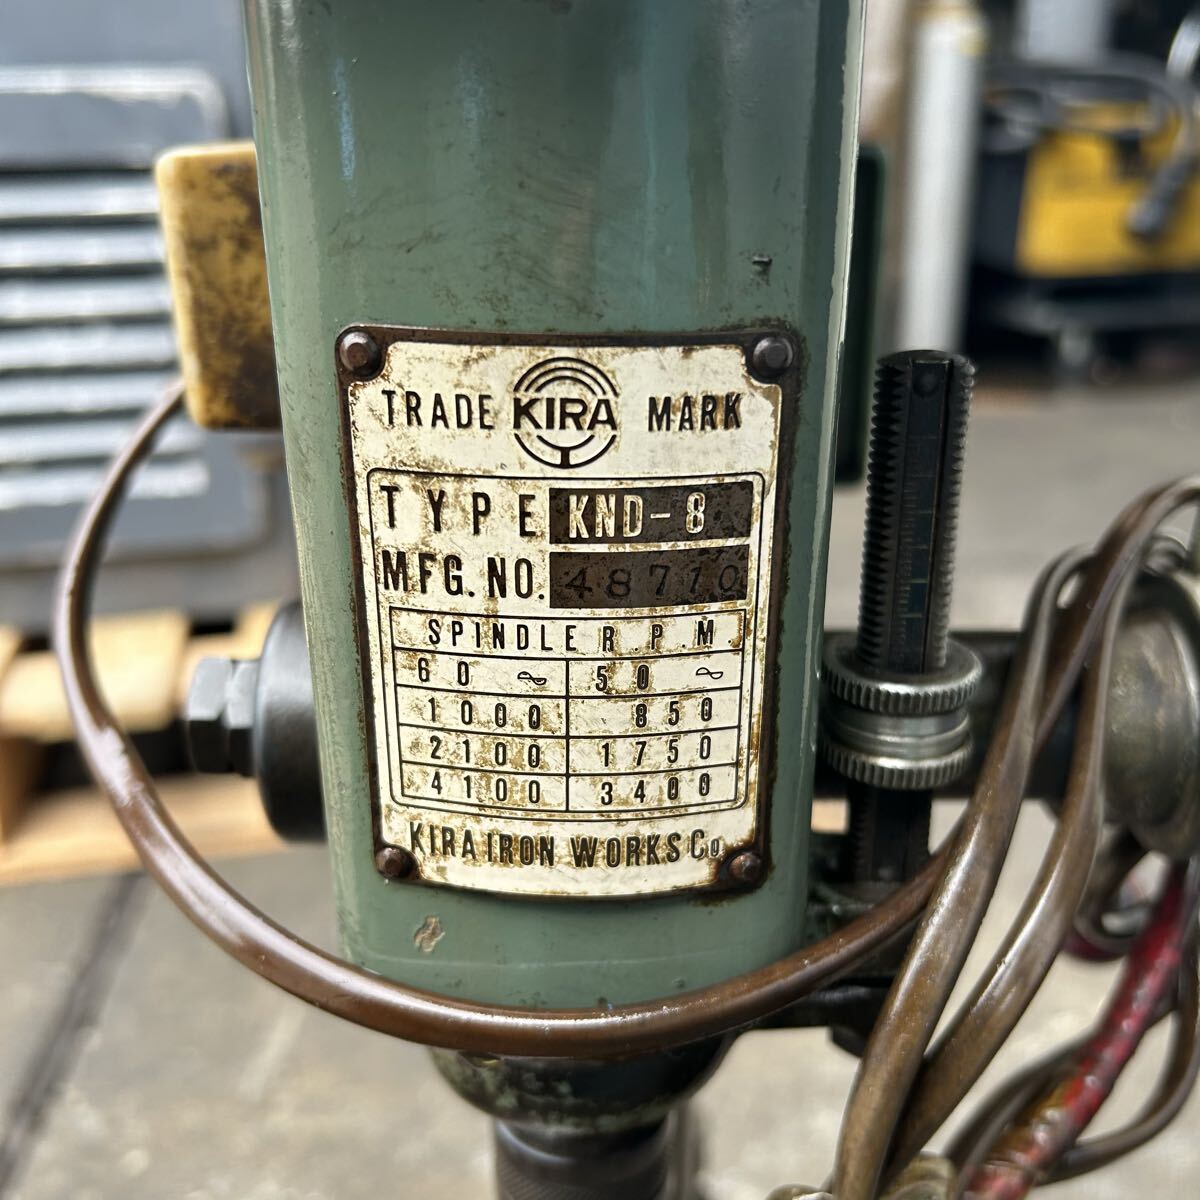 TRADE KIRA MARK
TYPE KND-8
MFG. NO. 48710
SPINDLE R.P.M.
60 ~ 50 ~
1000 850
2100 1750
4100 3400
KIRA IRON WORKS Co